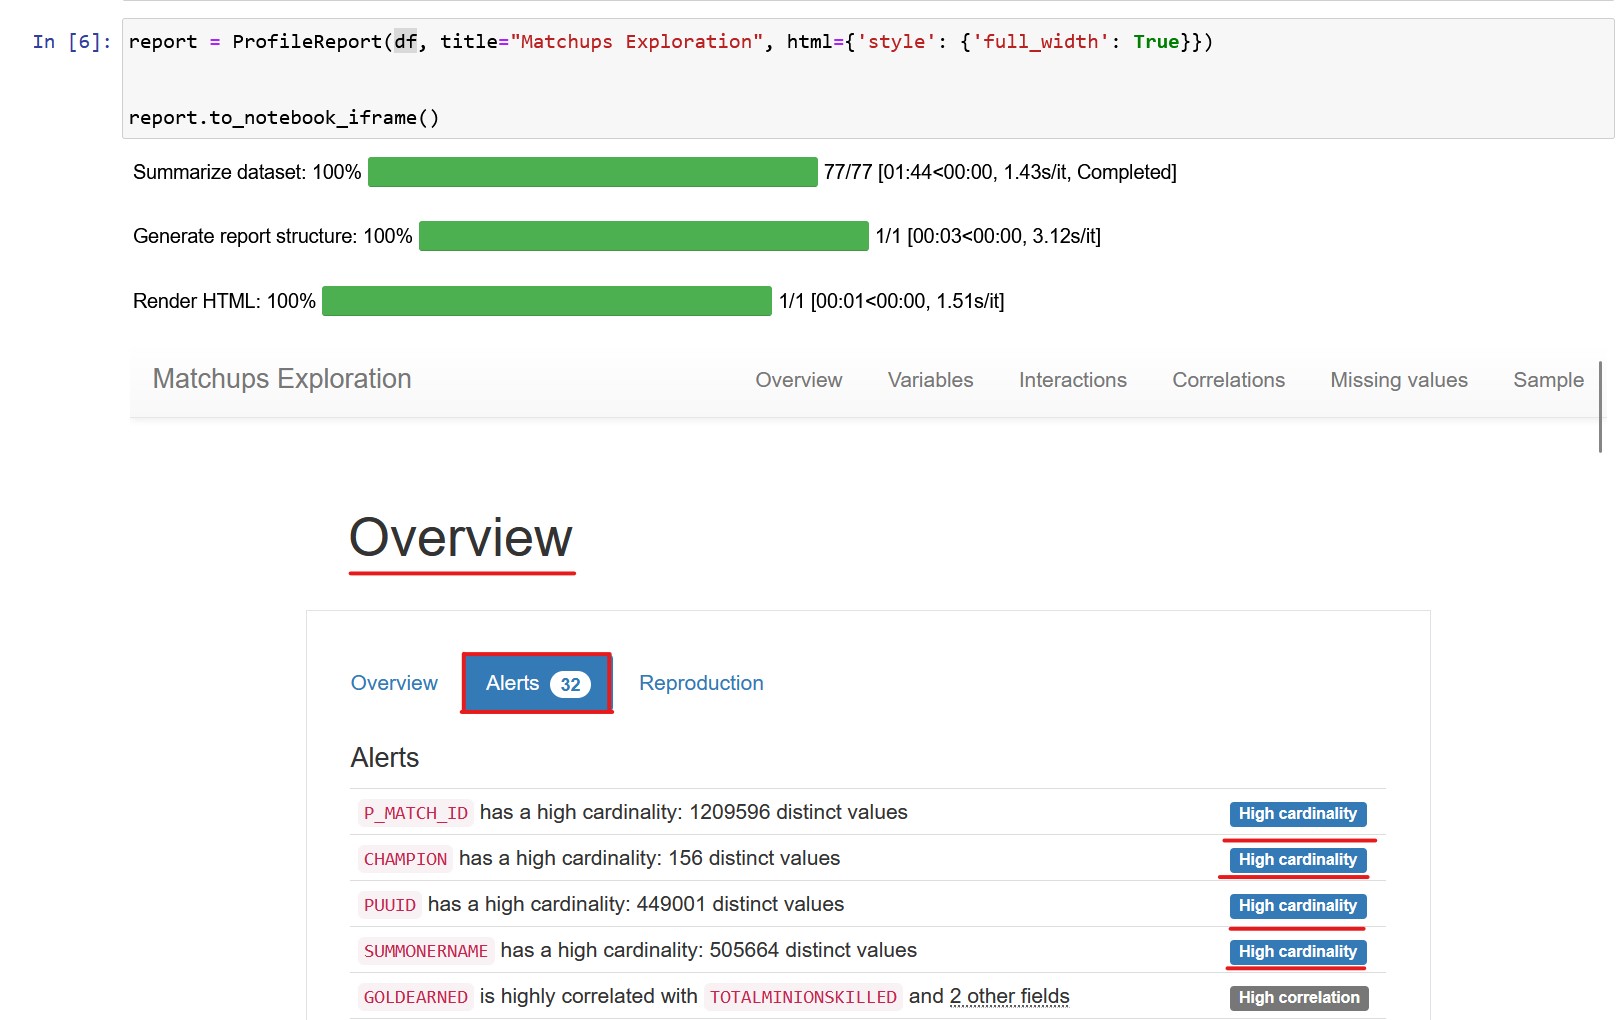 In [6]: report = ProfileReport(df, title="Matchups Exploration", html={'style': {'full_width': True}})
report.to_notebook_iframe()
Summarize dataset: 100% 77/77 [01:44<00:00, 1.43s/it, Completed]
Generate report structure: 100% 1/1 [00:03<00:00, 3.12s/it]
Render HTML: 100% 1/1 [00:01<00:00, 1.51s/it]
Matchups Exploration Overview Variables Interactions Correlations Missing values Sample
Overview
Overview Alerts 32 Reproduction
Alerts
P_MATCH_ID has a high cardinality: 1209596 distinct values High cardinality
CHAMPION has a high cardinality: 156 distinct values High cardinality
PUUID has a high cardinality: 449001 distinct values High cardinality
SUMMONERNAME has a high cardinality: 505664 distinct values High cardinality
GOLDEARNED is highly correlated with TOTALMINIONSKILLED and 2 other fields High correlation